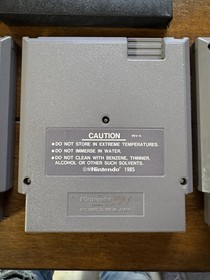 CAUTION
REV-A
●DO NOT STORE IN EXTREME TEMPERATURES.
●DO NOT IMMERSE IN WATER.
●DO NOT CLEAN WITH BENZENE, THINNER,
ALCOHOL OR OTHER SUCH SOLVENTS.
©Nintendo 1985
Nintendo